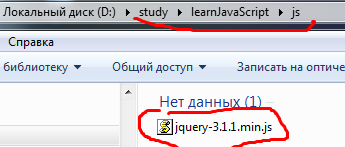 Локальный диск (D:) ▸ study ▸ learnJavaScript ▸ js
Справка
библиотеку ▾ Общий доступ ▾ Записать на оптиче
Нет данных (1)
jquery-3.1.1.min.js